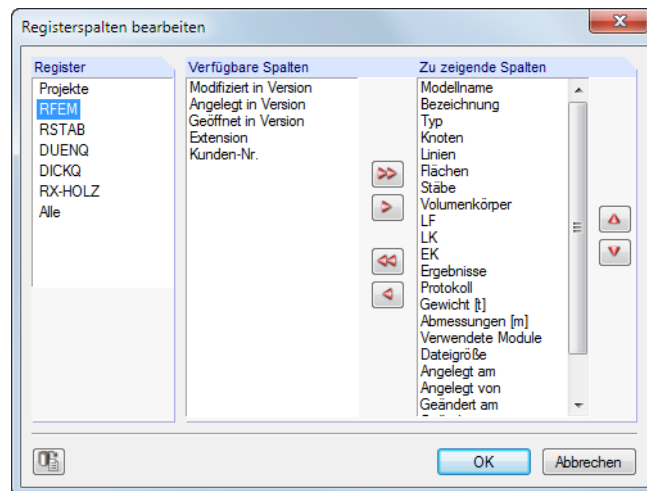 Registerspalten bearbeiten
Register
Projekte
RFEM
RSTAB
DUENQ
DICKQ
RX-HOLZ
Alle
Verfügbare Spalten
Modifiziert in Version
Angelegt in Version
Geöffnet in Version
Extension
Kunden-Nr.
Zu zeigende Spalten
Modellname
Bezeichnung
Typ
Knoten
Linien
Flächen
Stäbe
Volumenkörper
LF
LK
EK
Ergebnisse
Protokoll
Gewicht [t]
Abmessungen [m]
Verwendete Module
Dateigröße
Angelegt am
Angelegt von
Geändert am
OK
Abbrechen